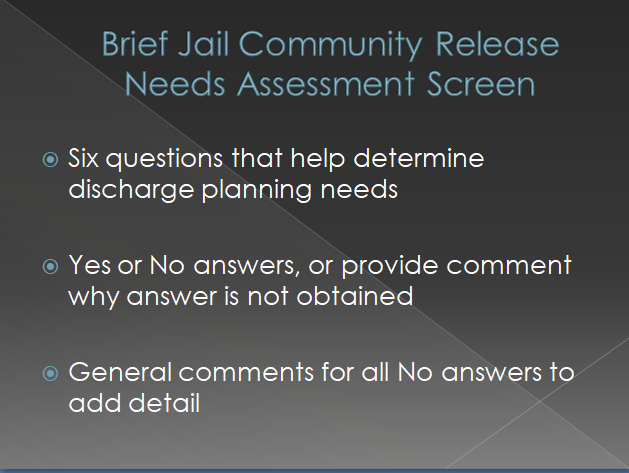 Brief Jail Community Release
Needs Assessment Screen
Six questions that help determine
discharge planning needs
Yes or No answers, or provide comment
why answer is not obtained
General comments for all No answers to
add detail